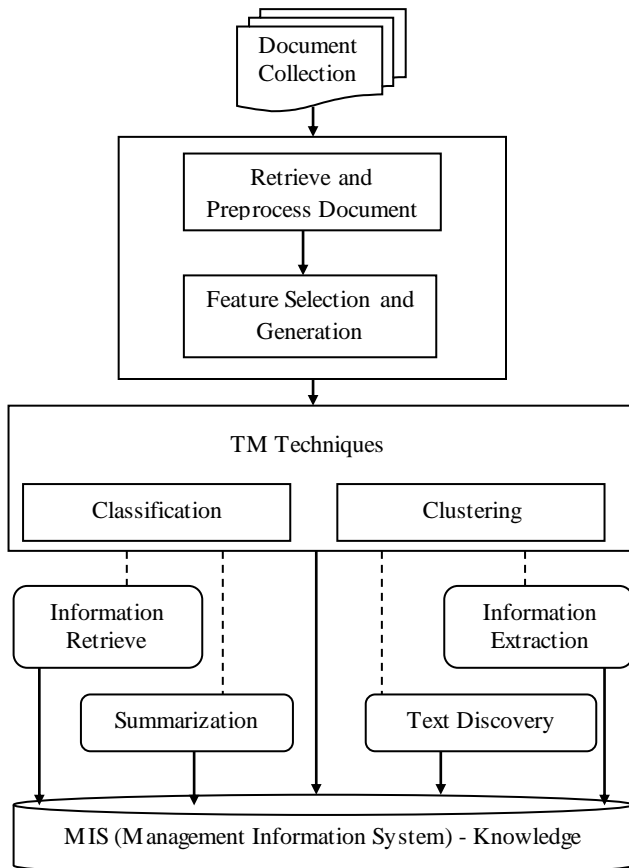 Document
Collection
Retrieve and
Preprocess Document
Feature Selection and
Generation
TM Techniques
Classification
Clustering
Information
Retrieve
Information
Extraction
Summarization
Text Discovery
MIS (Management Information System) - Knowledge